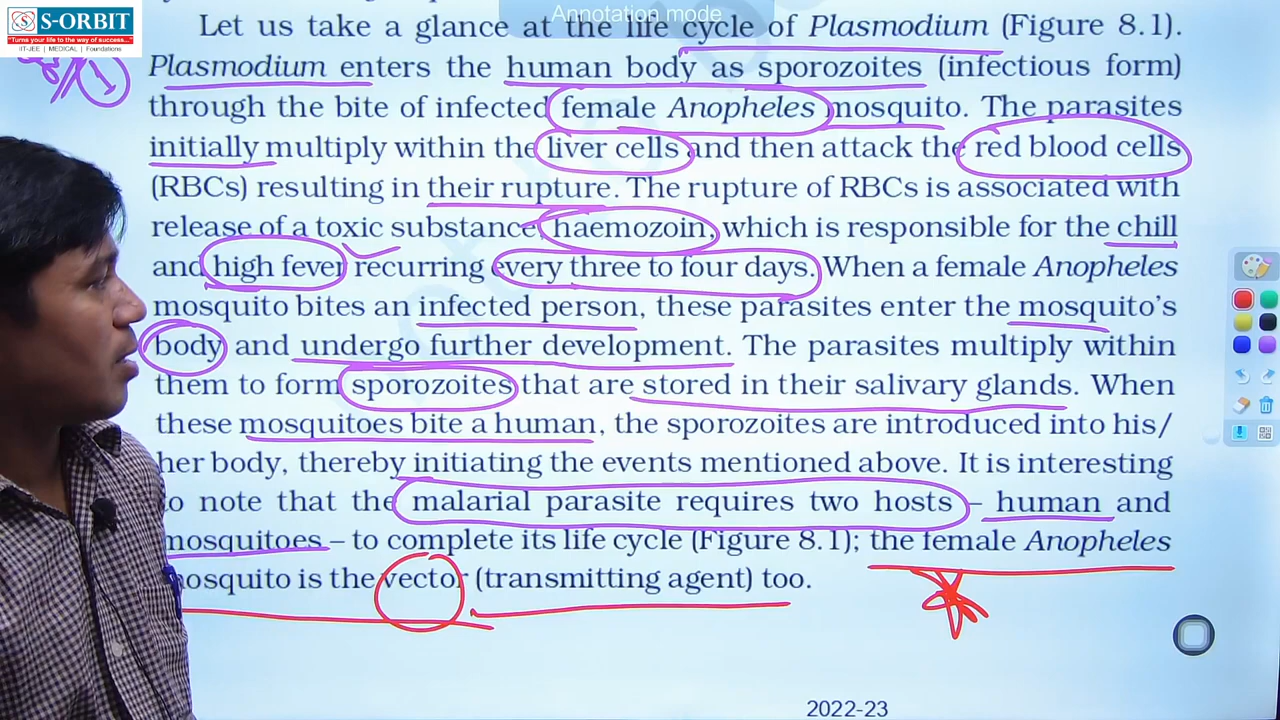 S-ORBIT
"Turns your life to the way of success..."
IIT-JEE | MEDICAL | Foundations
Annotation mode
Let us take a glance at the life cycle of Plasmodium (Figure 8.1).
Plasmodium enters the human body as sporozoites (infectious form)
through the bite of infected female Anopheles mosquito. The parasites
initially multiply within the liver cells and then attack the red blood cells
(RBCs) resulting in their rupture. The rupture of RBCs is associated with
release of a toxic substance, haemozoin, which is responsible for the chill
and high fever recurring every three to four days. When a female Anopheles
mosquito bites an infected person, these parasites enter the mosquito's
body and undergo further development. The parasites multiply within
them to form sporozoites that are stored in their salivary glands. When
these mosquitoes bite a human, the sporozoites are introduced into his/
her body, thereby initiating the events mentioned above. It is interesting
to note that the malarial parasite requires two hosts – human and
mosquitoes – to complete its life cycle (Figure 8.1); the female Anopheles
mosquito is the vector (transmitting agent) too.
2022-23